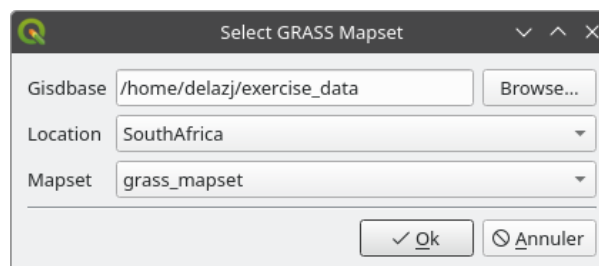 Select GRASS Mapset
Gisdbase /home/delazj/exercise_data Browse...
Location SouthAfrica
Mapset grass_mapset
Ok Annuler